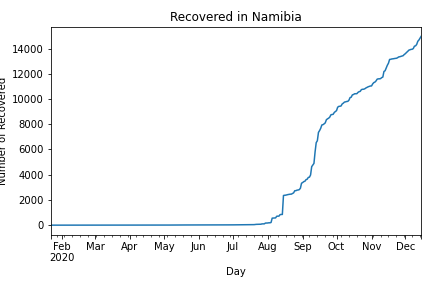 Recovered in Namibia
Number of Recovered
14000
12000
10000
8000
6000
4000
2000
0
Feb Mar Apr May Jun Jul Aug Sep Oct Nov Dec
2020
Day